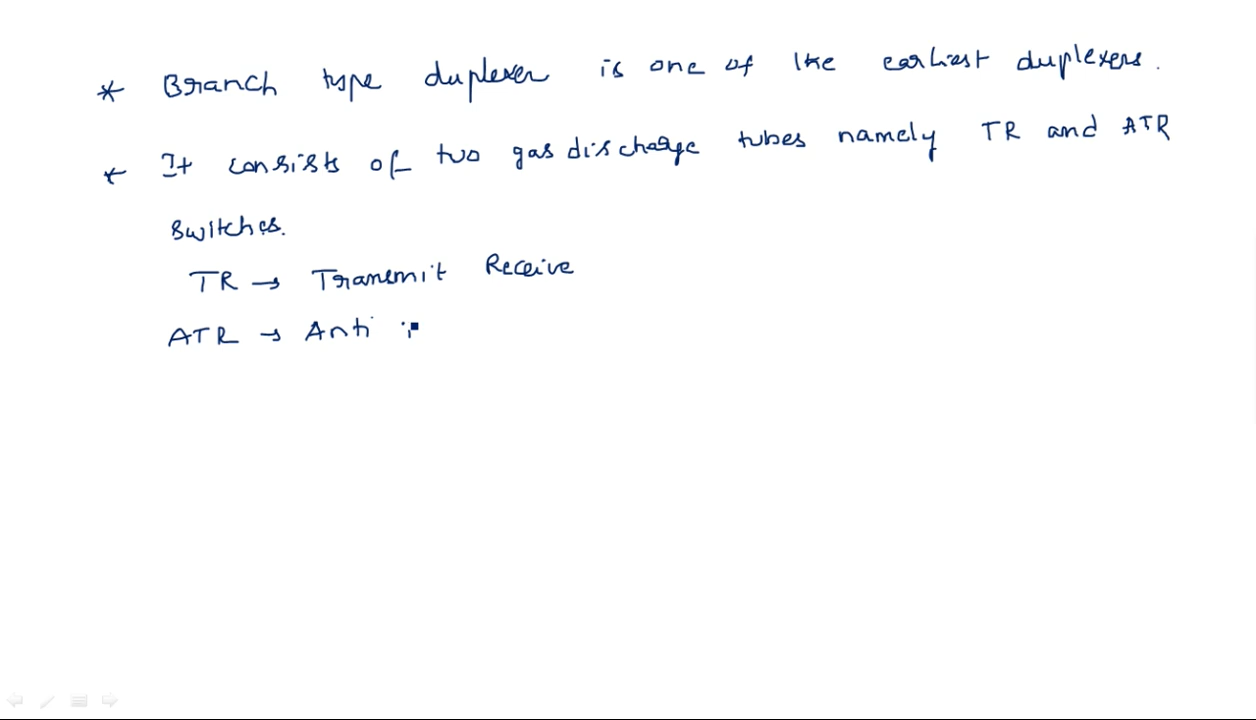 * Branch type duplexer is one of the earliest duplexers.
* It consists of two gas discharge tubes namely TR and ATR
switches.
TR → Transmit Receive
ATR → Anti